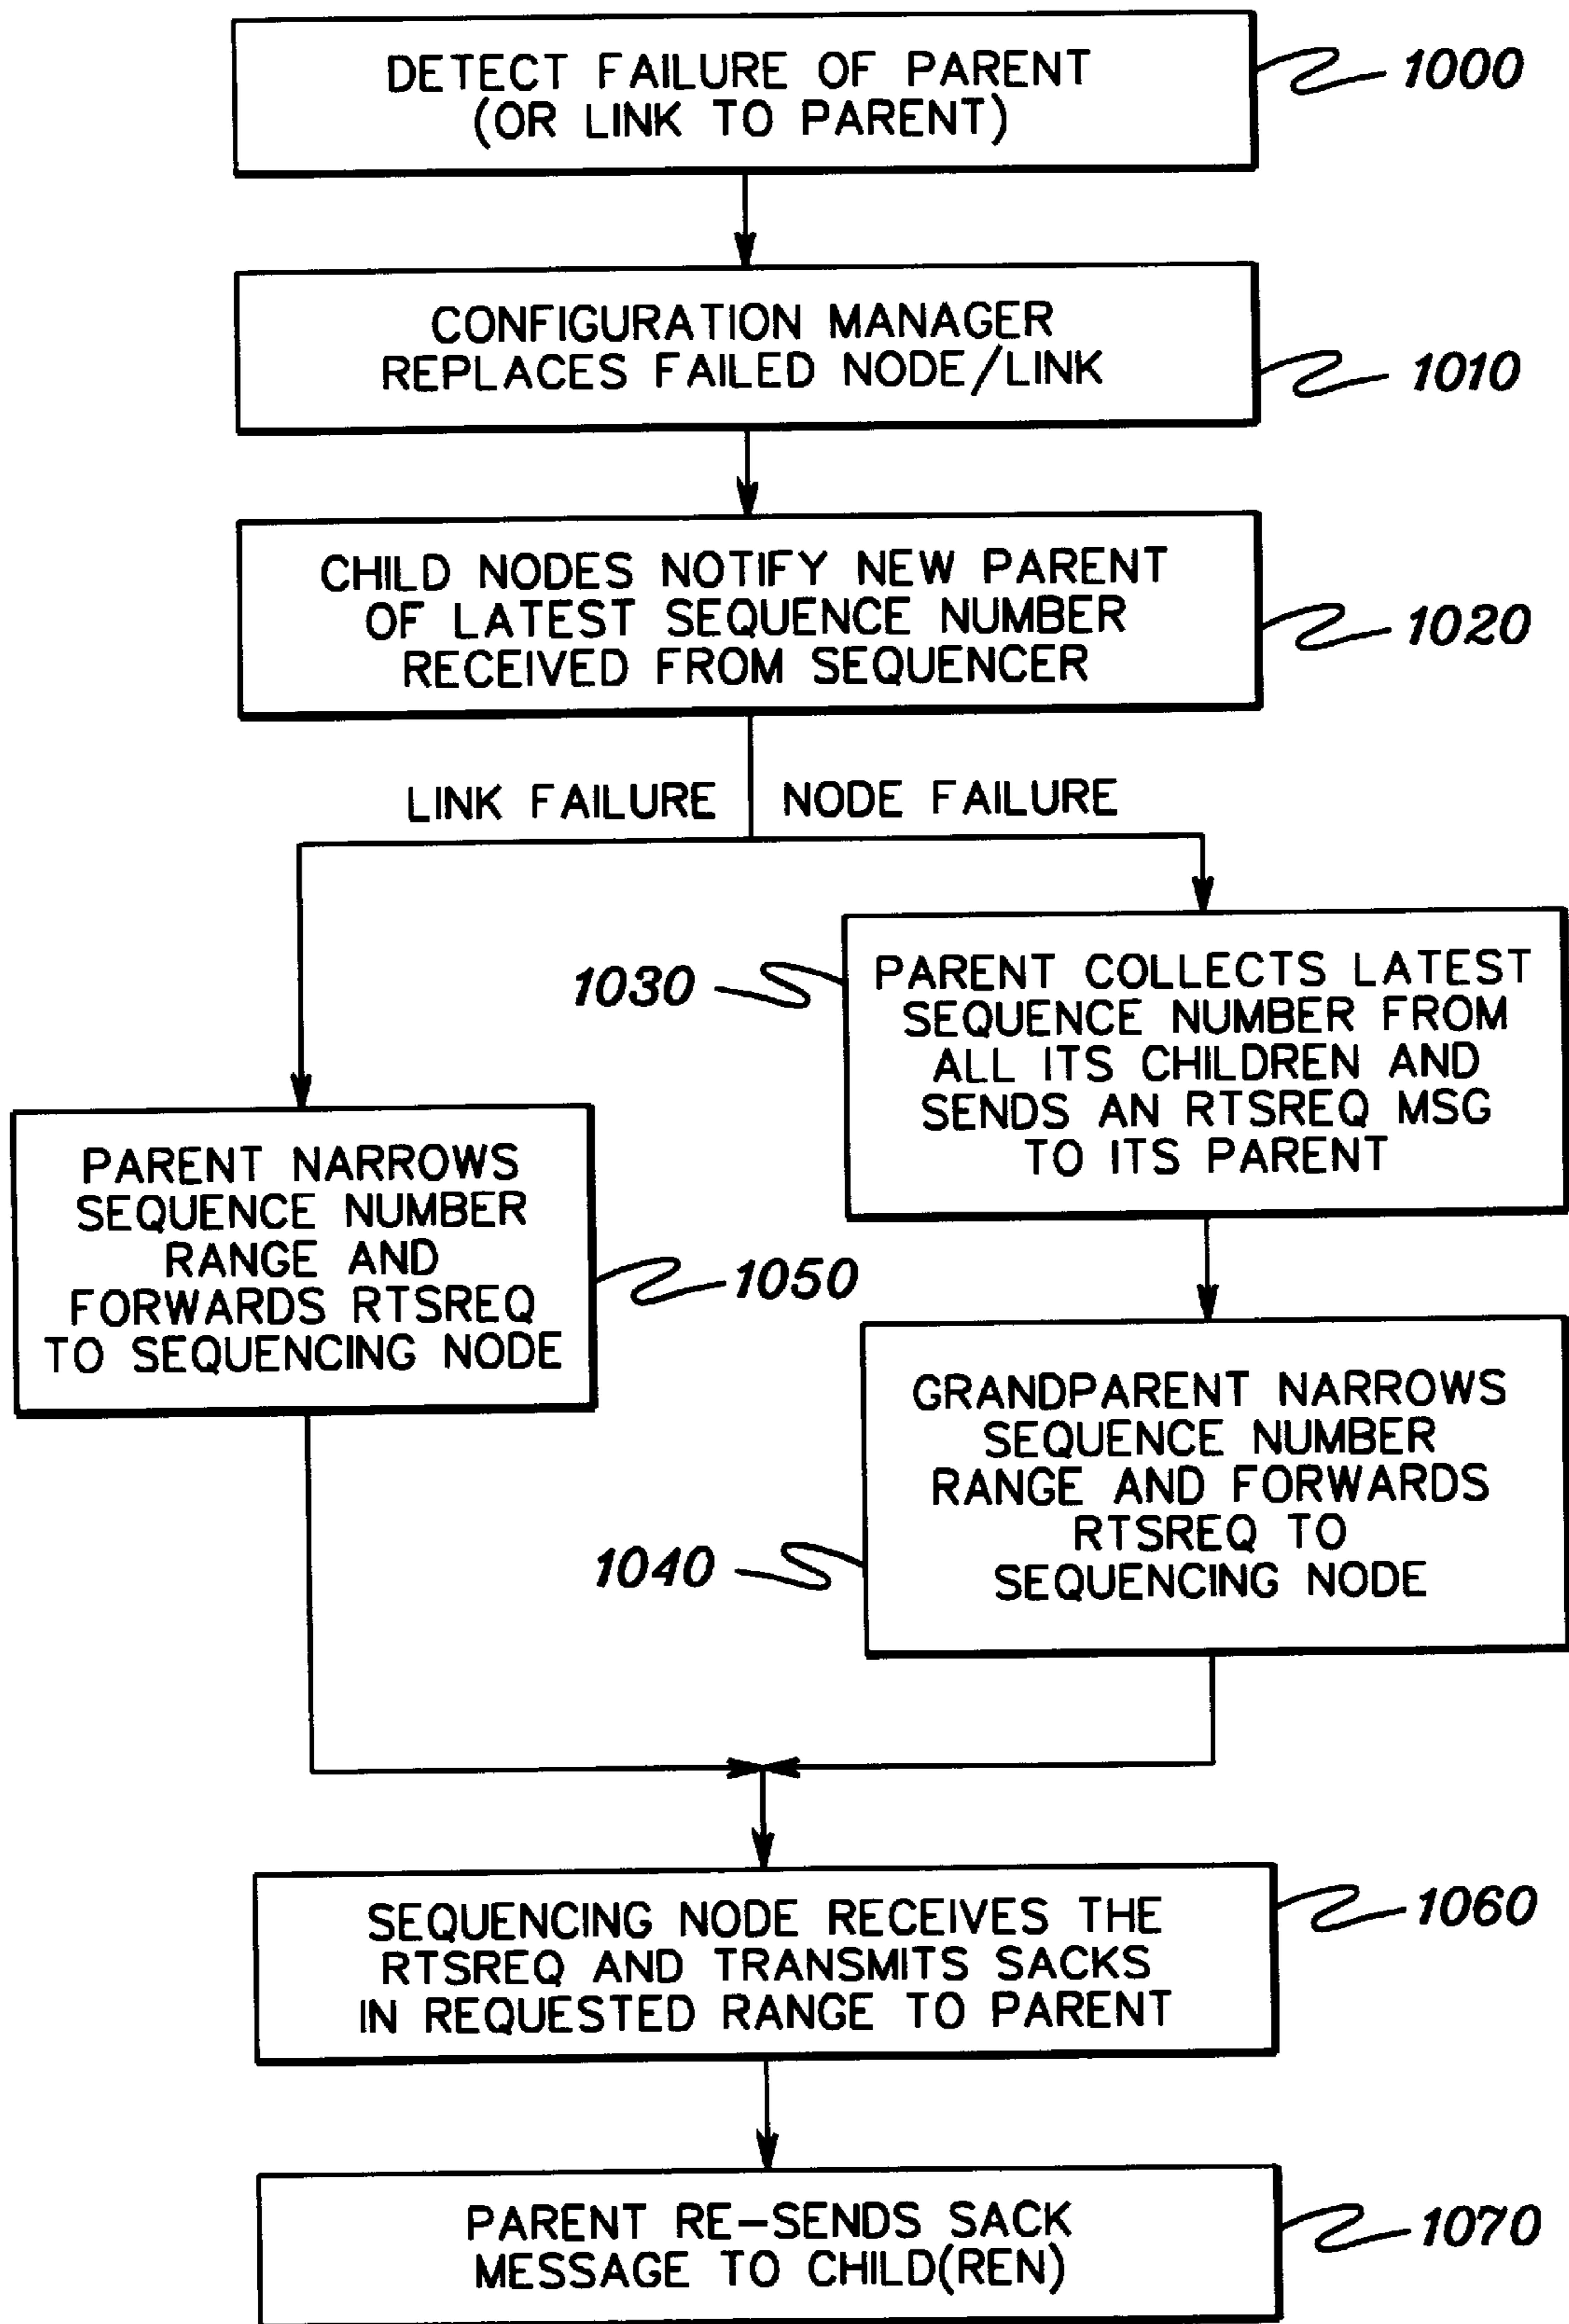 DETECT FAILURE OF PARENT
(OR LINK TO PARENT)
1000
CONFIGURATION MANAGER
REPLACES FAILED NODE/LINK
1010
CHILD NODES NOTIFY NEW PARENT
OF LATEST SEQUENCE NUMBER
RECEIVED FROM SEQUENCER
1020
LINK FAILURE
NODE FAILURE
1030
PARENT COLLECTS LATEST
SEQUENCE NUMBER FROM
ALL ITS CHILDREN AND
SENDS AN RTSREQ MSG
TO ITS PARENT
PARENT NARROWS
SEQUENCE NUMBER
RANGE AND
FORWARDS RTSREQ
TO SEQUENCING NODE
1050
GRANDPARENT NARROWS
SEQUENCE NUMBER
RANGE AND FORWARDS
RTSREQ TO
SEQUENCING NODE
1040
SEQUENCING NODE RECEIVES THE
RTSREQ AND TRANSMITS SACKS
IN REQUESTED RANGE TO PARENT
1060
PARENT RE-SENDS SACK
MESSAGE TO CHILD(REN)
1070